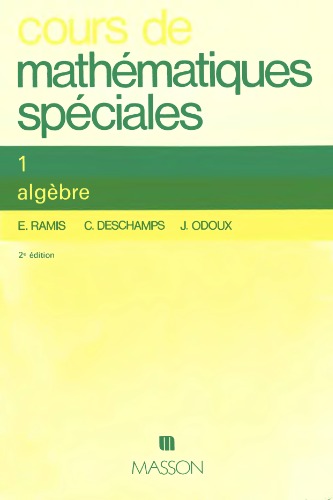 cours de
mathématiques
spéciales
1
algèbre
E. RAMIS C. DESCHAMPS J. ODOUX
2e édition
MASSON